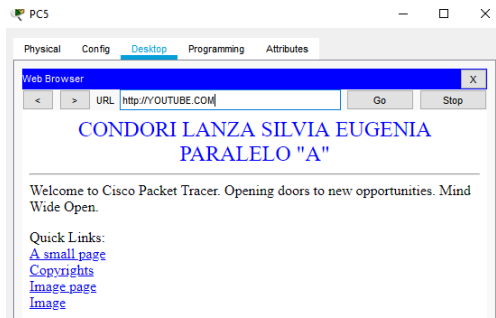 PC5
Physical Config Desktop Programming Attributes
Web Browser X
< > URL http://YOUTUBE.COM Go Stop
CONDORI LANZA SILVIA EUGENIA
PARALELO "A"
Welcome to Cisco Packet Tracer. Opening doors to new opportunities. Mind
Wide Open.
Quick Links:
A small page
Copyrights
Image page
Image